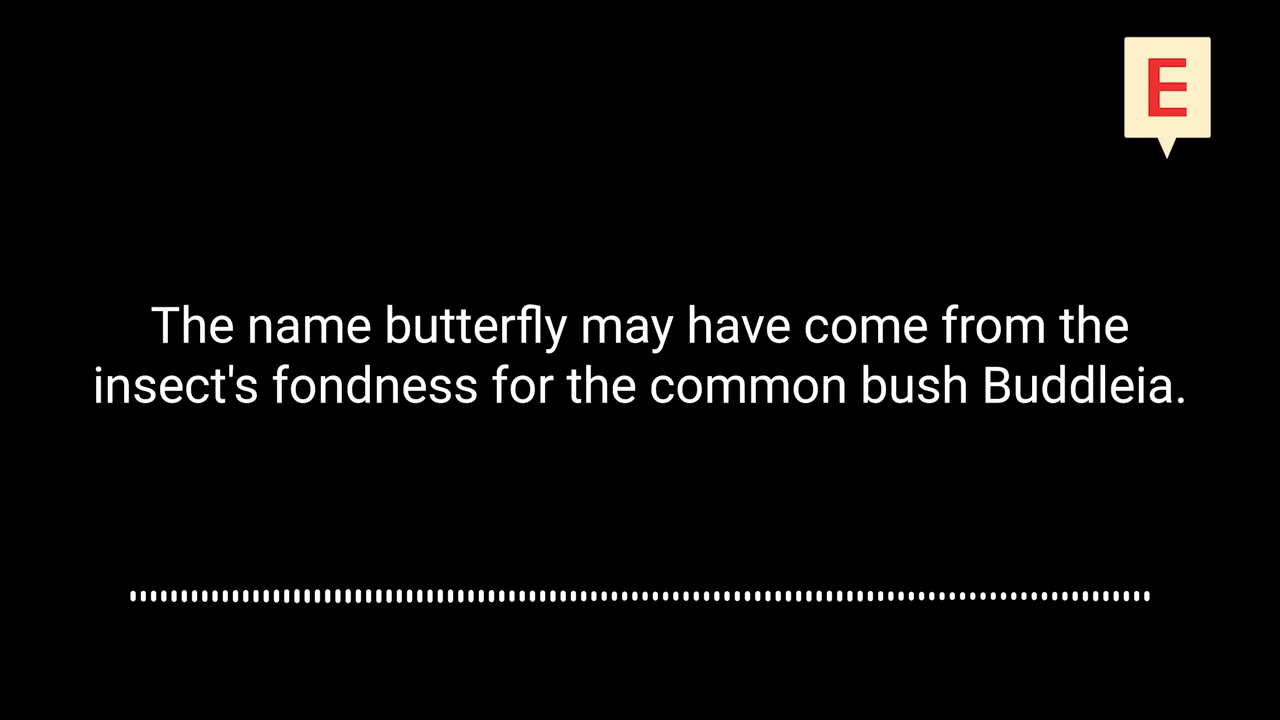 E
The name butterfly may have come from the
insect's fondness for the common bush Buddleia.